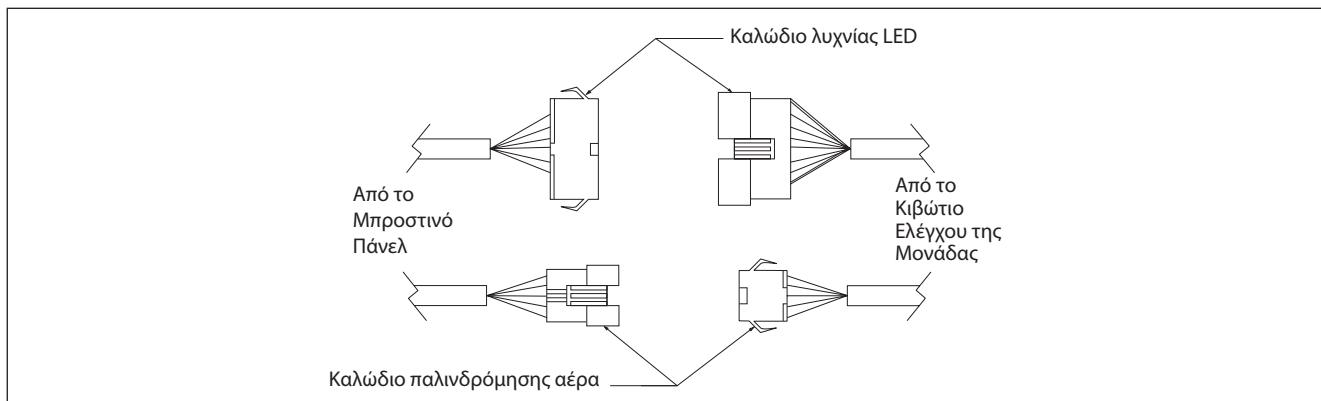 Καλώδιο λυχνίας LED
Από το
Μπροστινό
Πάνελ
Από το
Κιβώτιο
Ελέγχου της
Μονάδας
Καλώδιο παλινδρόμησης αέρα